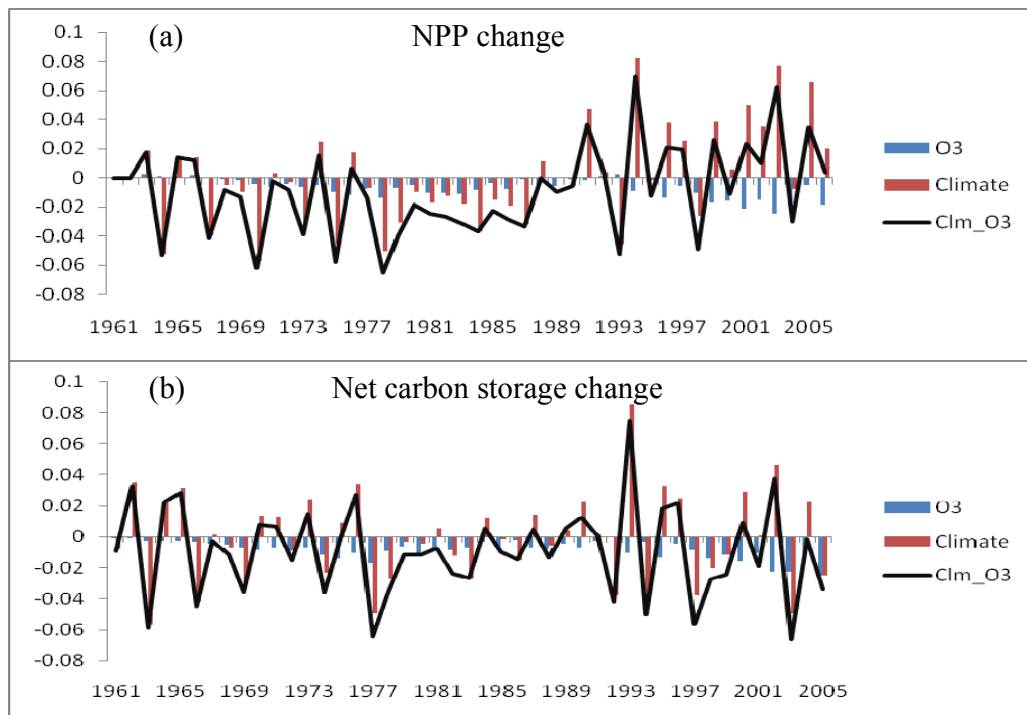 (a) NPP change
0.1
0.08
0.06
0.04
0.02
0
-0.02
-0.04
-0.06
-0.08
1961 1965 1969 1973 1977 1981 1985 1989 1993 1997 2001 2005
O3
Climate
Clm_O3
(b) Net carbon storage change
0.1
0.08
0.06
0.04
0.02
0
-0.02
-0.04
-0.06
-0.08
1961 1965 1969 1973 1977 1981 1985 1989 1993 1997 2001 2005
O3
Climate
Clm_O3